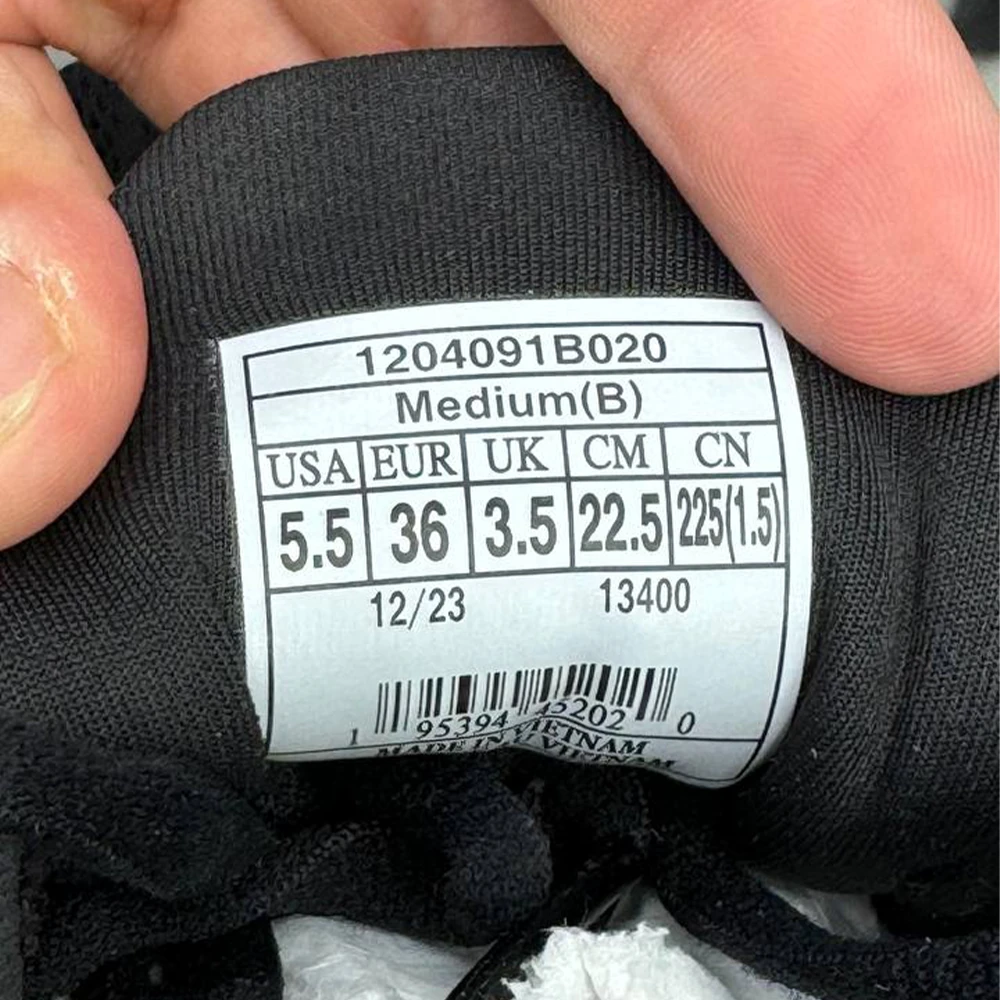 1204091B020
Medium(B)
USA EUR UK CM CN
5.5 36 3.5 22.5 225(1.5)
12/23 13400
1 95394 45202 0
MADE IN VIETNAM
VIETNAM